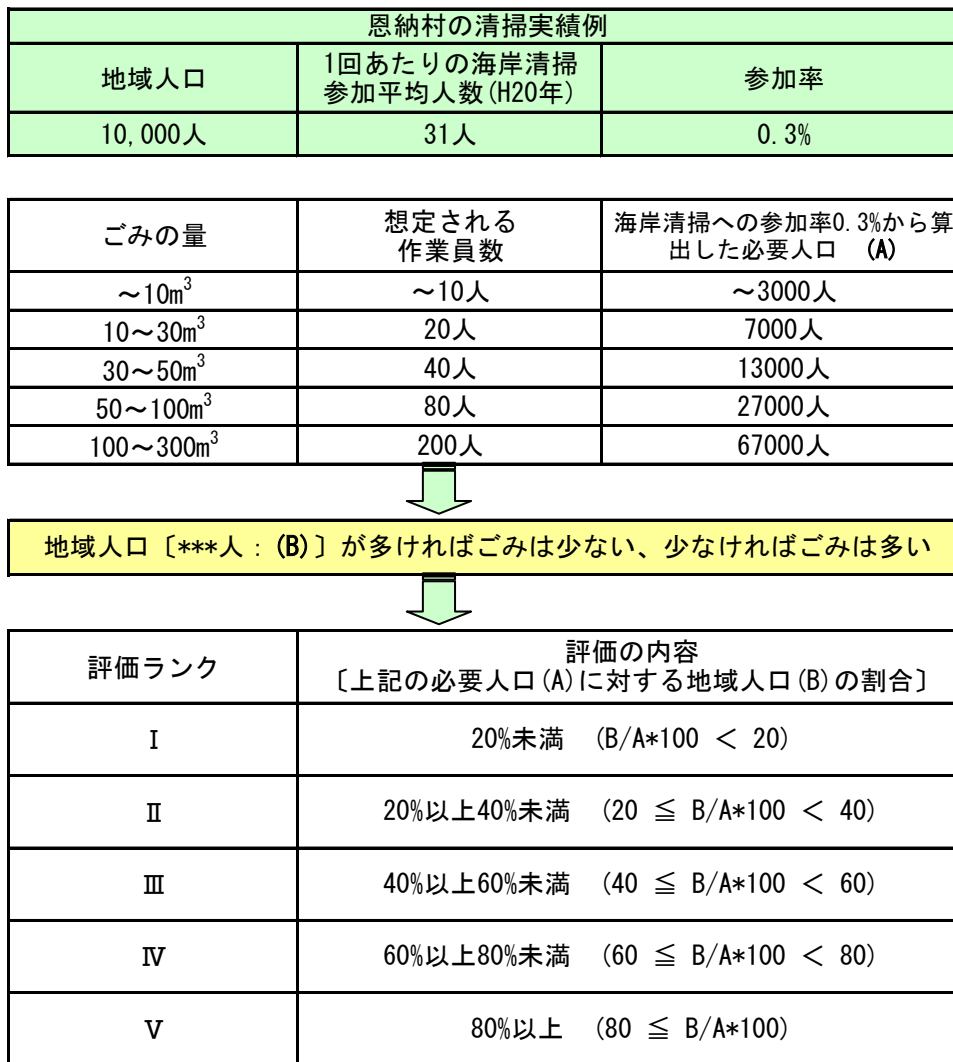 恩納村の清掃実績例
地域人口 1回あたりの海岸清掃参加平均人数(H20年) 参加率
10,000人 31人 0.3%
ごみの量 想定される作業員数 海岸清掃への参加率0.3%から算出した必要人口 (A)
～10m³ ～10人 ～3000人
10～30m³ 20人 7000人
30～50m³ 40人 13000人
50～100m³ 80人 27000人
100～300m³ 200人 67000人
地域人口〔***人：(B)〕が多ければごみは少ない、少なければごみは多い
評価ランク 評価の内容〔上記の必要人口(A)に対する地域人口(B)の割合〕
Ⅰ 20%未満 (B/A*100 ＜ 20)
Ⅱ 20%以上40%未満 (20 ≦ B/A*100 ＜ 40)
Ⅲ 40%以上60%未満 (40 ≦ B/A*100 ＜ 60)
Ⅳ 60%以上80%未満 (60 ≦ B/A*100 ＜ 80)
Ⅴ 80%以上 (80 ≦ B/A*100)